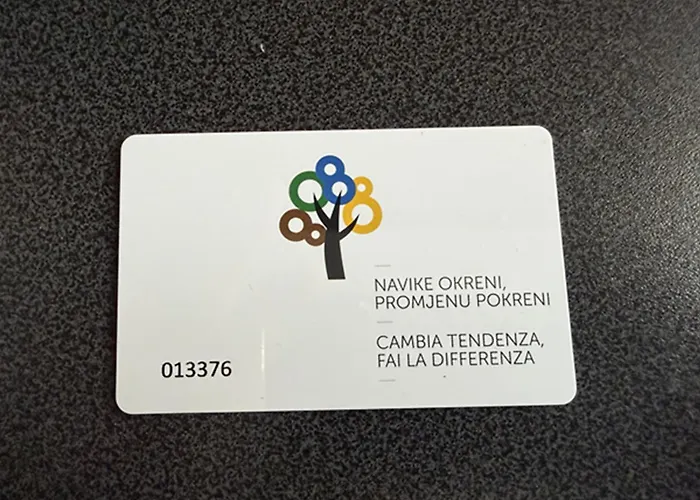 NAVIKE OKRENI,
PROMJENU POKRENI
CAMBIA TENDENZA,
FAI LA DIFFERENZA
013376